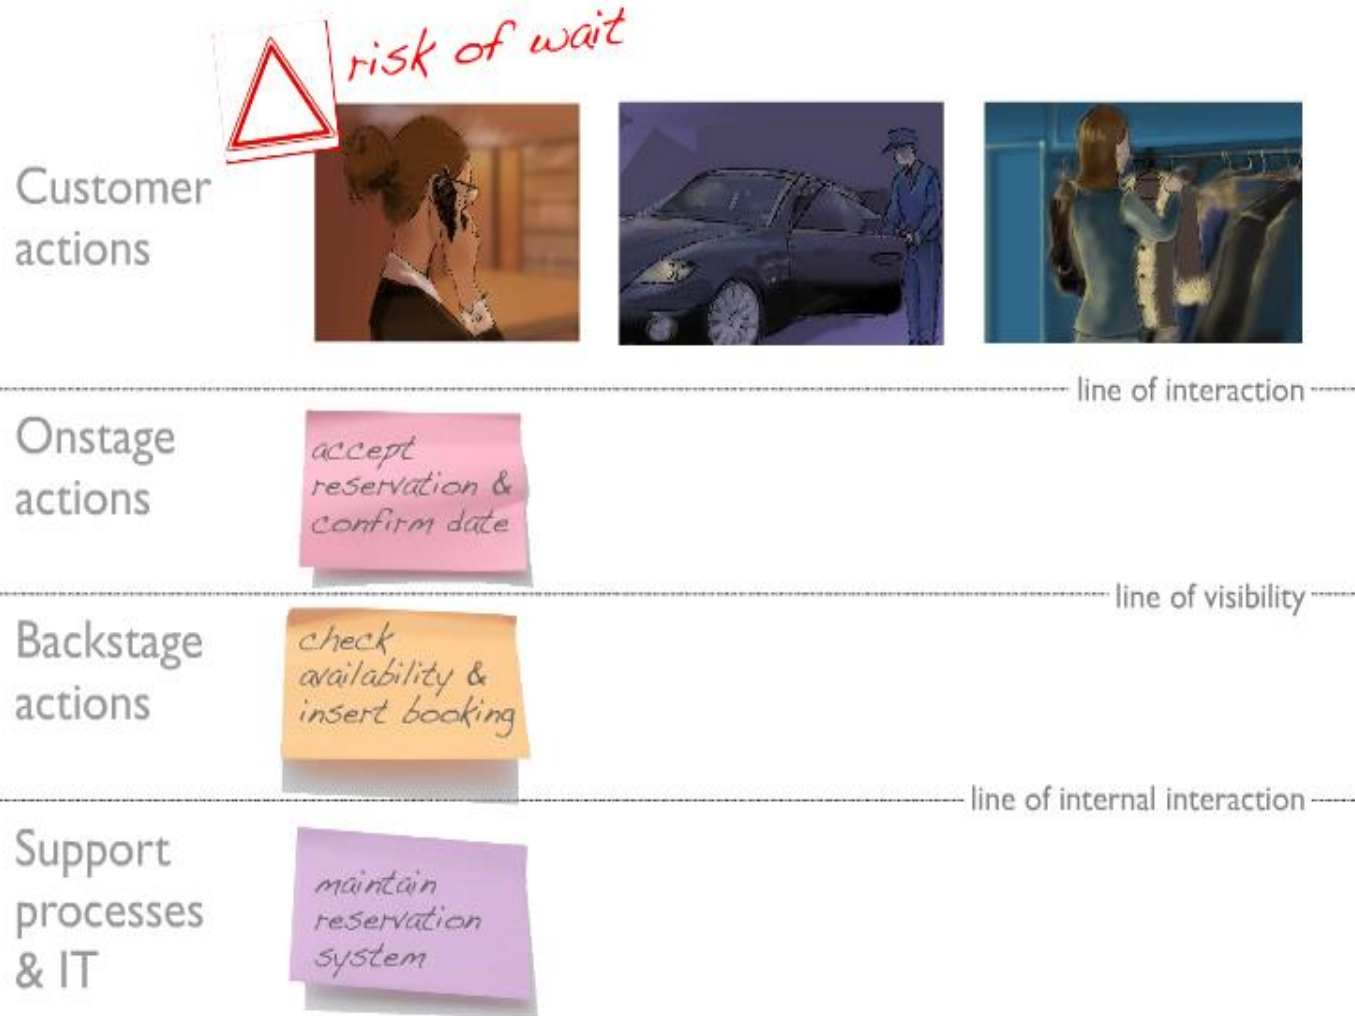 risk of wait
Customer
actions
line of interaction
Onstage
actions
accept
reservation &
confirm date
line of visibility
Backstage
actions
check
availability &
insert booking
line of internal interaction
Support
processes
& IT
maintain
reservation
system